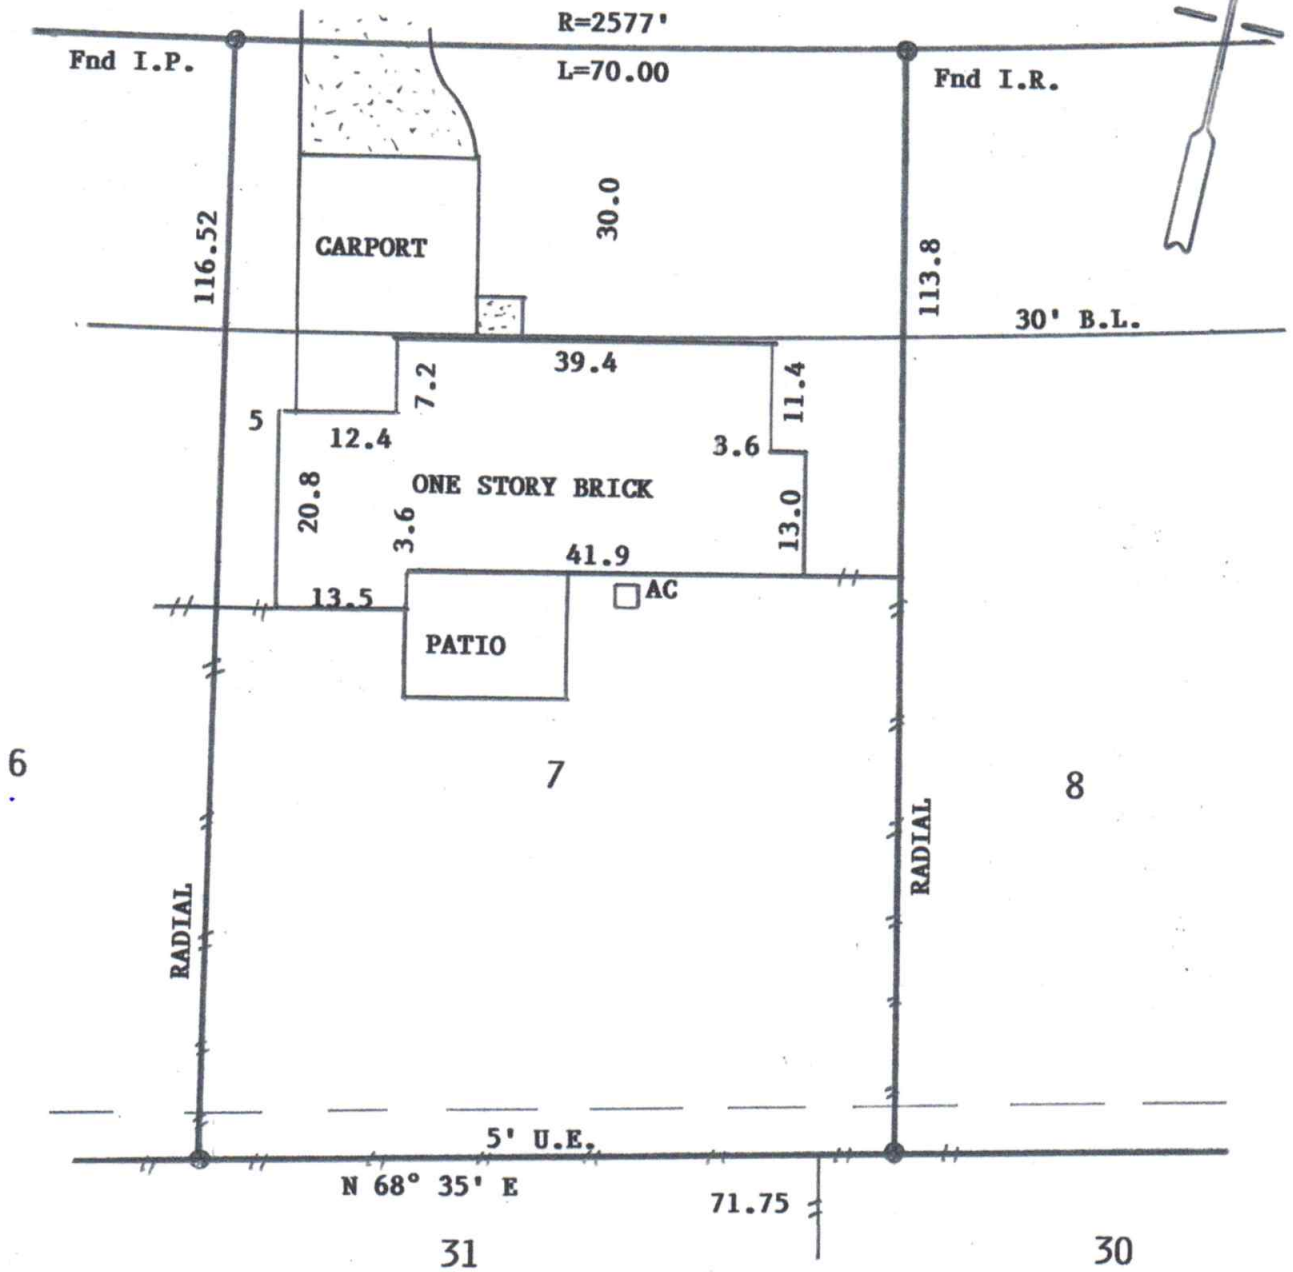 R=2577'
Fnd I.P.
L=70.00
Fnd I.R.
30.0
116.52
CARPORT
113.8
30' B.L.
39.4
7.2
11.4
5
12.4
3.6
20.8
ONE STORY BRICK
3.6
13.0
41.9
13.5
AC
PATIO
6
7
8
RADIAL
RADIAL
5' U.E.
N 68° 35' E
71.75
31
30